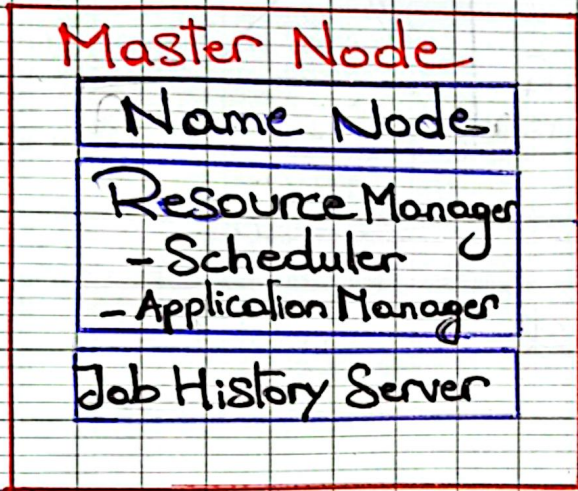 Master Node
Name Node
Resource Manager
- Scheduler
- Application Manager
Job History Server